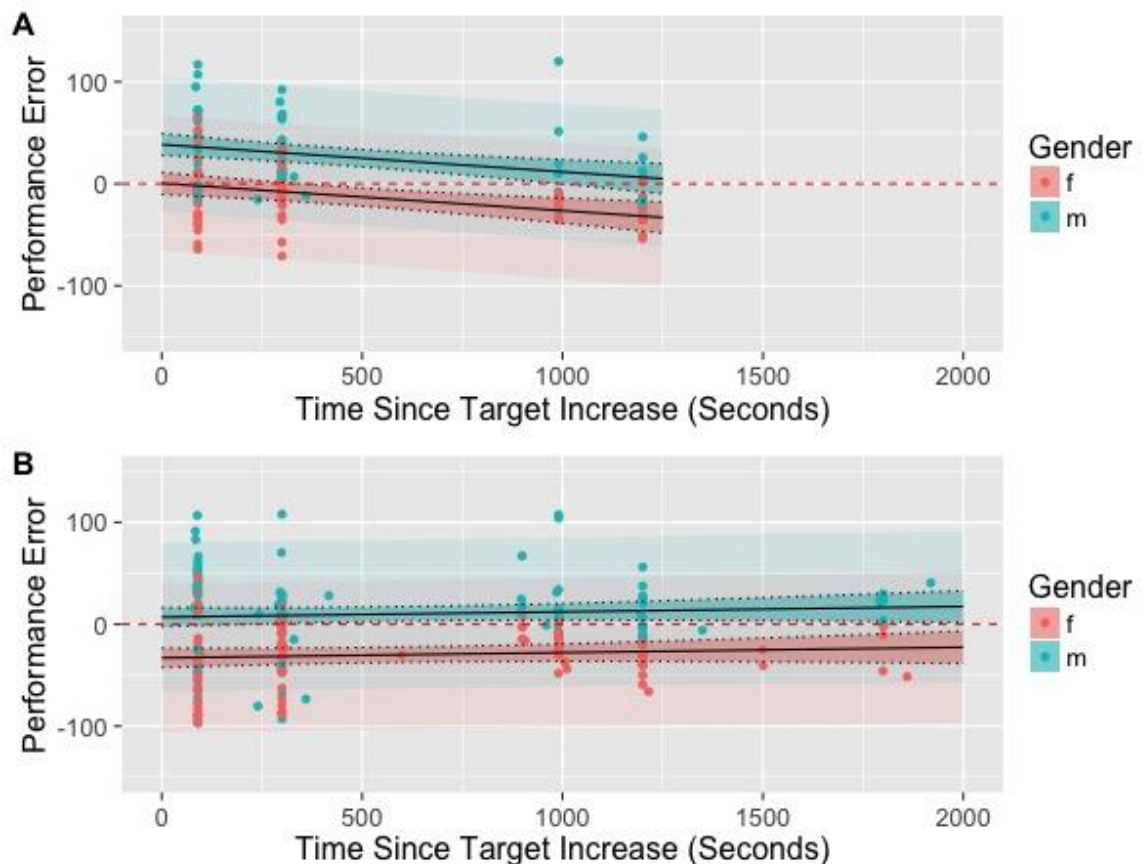 A
Performance Error
100
0
-100
0 500 1000 1500 2000
Time Since Target Increase (Seconds)
Gender
f
m
B
Performance Error
100
0
-100
0 500 1000 1500 2000
Time Since Target Increase (Seconds)
Gender
f
m